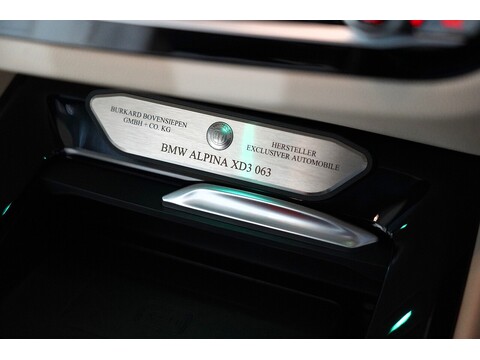 BURKARD BOVENSIEPEN
GMBH + CO. KG
HERSTELLER
EXCLUSIVER AUTOMOBILE
BMW ALPINA XD3 063